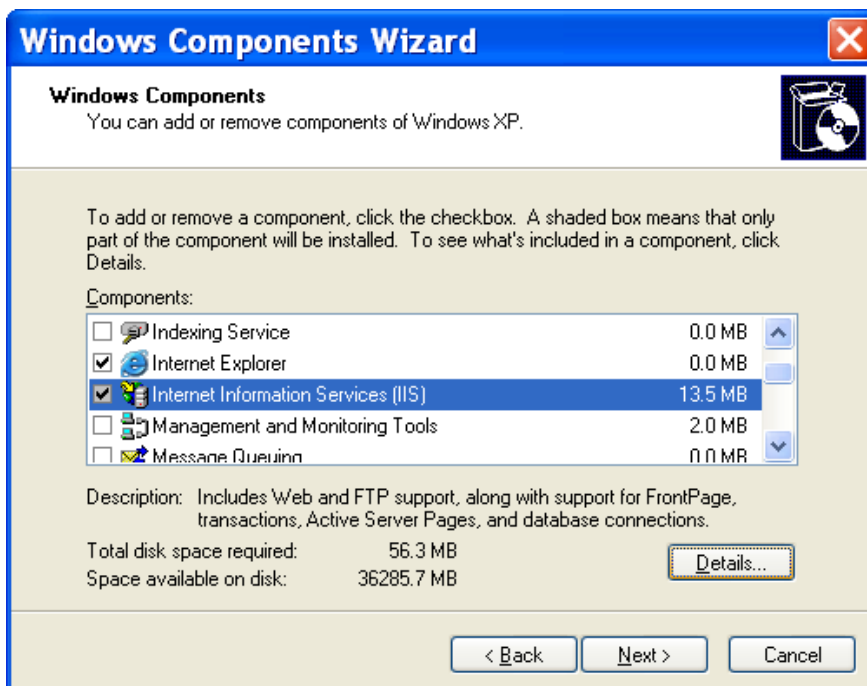 Windows Components Wizard
Windows Components
You can add or remove components of Windows XP.
To add or remove a component, click the checkbox. A shaded box means that only
part of the component will be installed. To see what's included in a component, click
Details.
Components:
Indexing Service 0.0 MB
Internet Explorer 0.0 MB
Internet Information Services (IIS) 13.5 MB
Management and Monitoring Tools 2.0 MB
Message Queuing 0.0 MB
Description: Includes Web and FTP support, along with support for FrontPage,
transactions, Active Server Pages, and database connections.
Total disk space required: 56.3 MB
Space available on disk: 36285.7 MB
Details...
< Back Next > Cancel